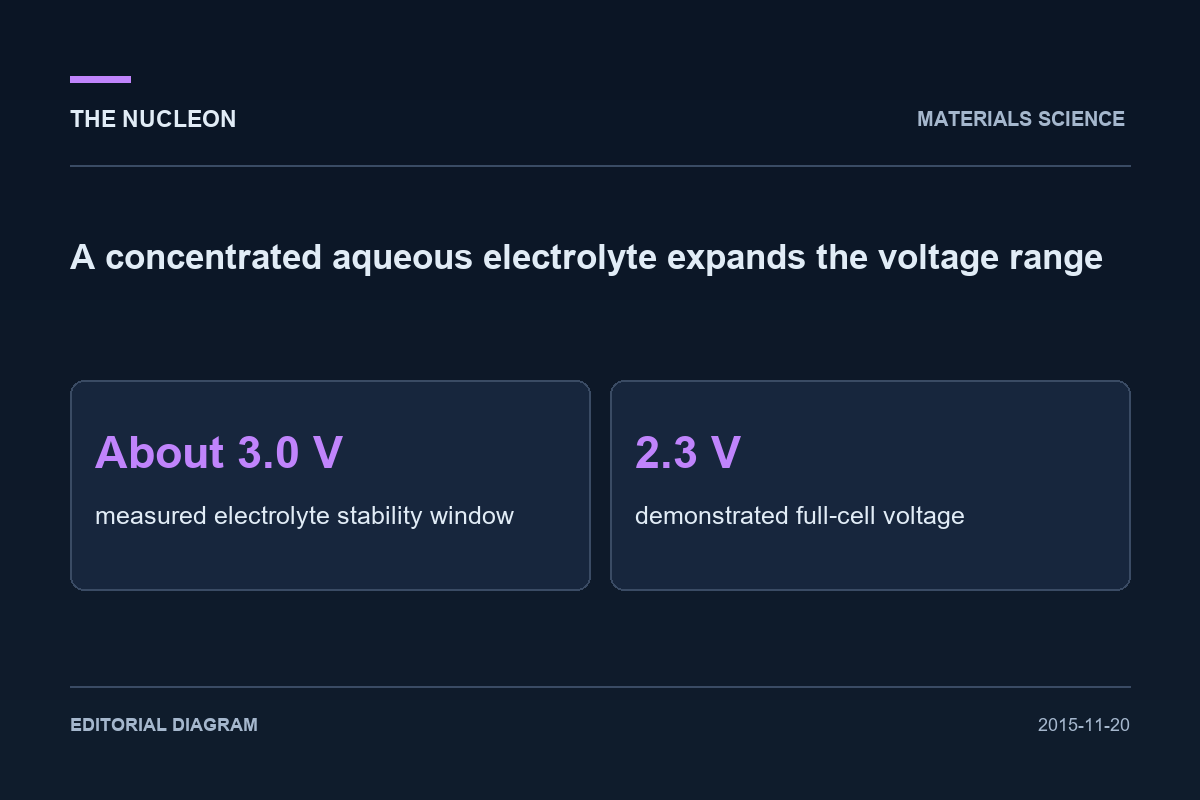 THE NUCLEON
MATERIALS SCIENCE
A concentrated aqueous electrolyte expands the voltage range
About 3.0 V
measured electrolyte stability window
2.3 V
demonstrated full-cell voltage
EDITORIAL DIAGRAM
2015-11-20